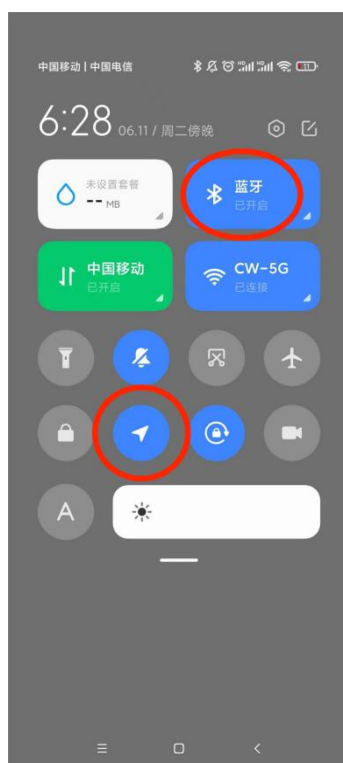 中国移动 | 中国电信
6:28 06.11 / 周二傍晚
未设置套餐
-- MB
蓝牙
已开启
中国移动
已开启
CW-5G
已连接
A